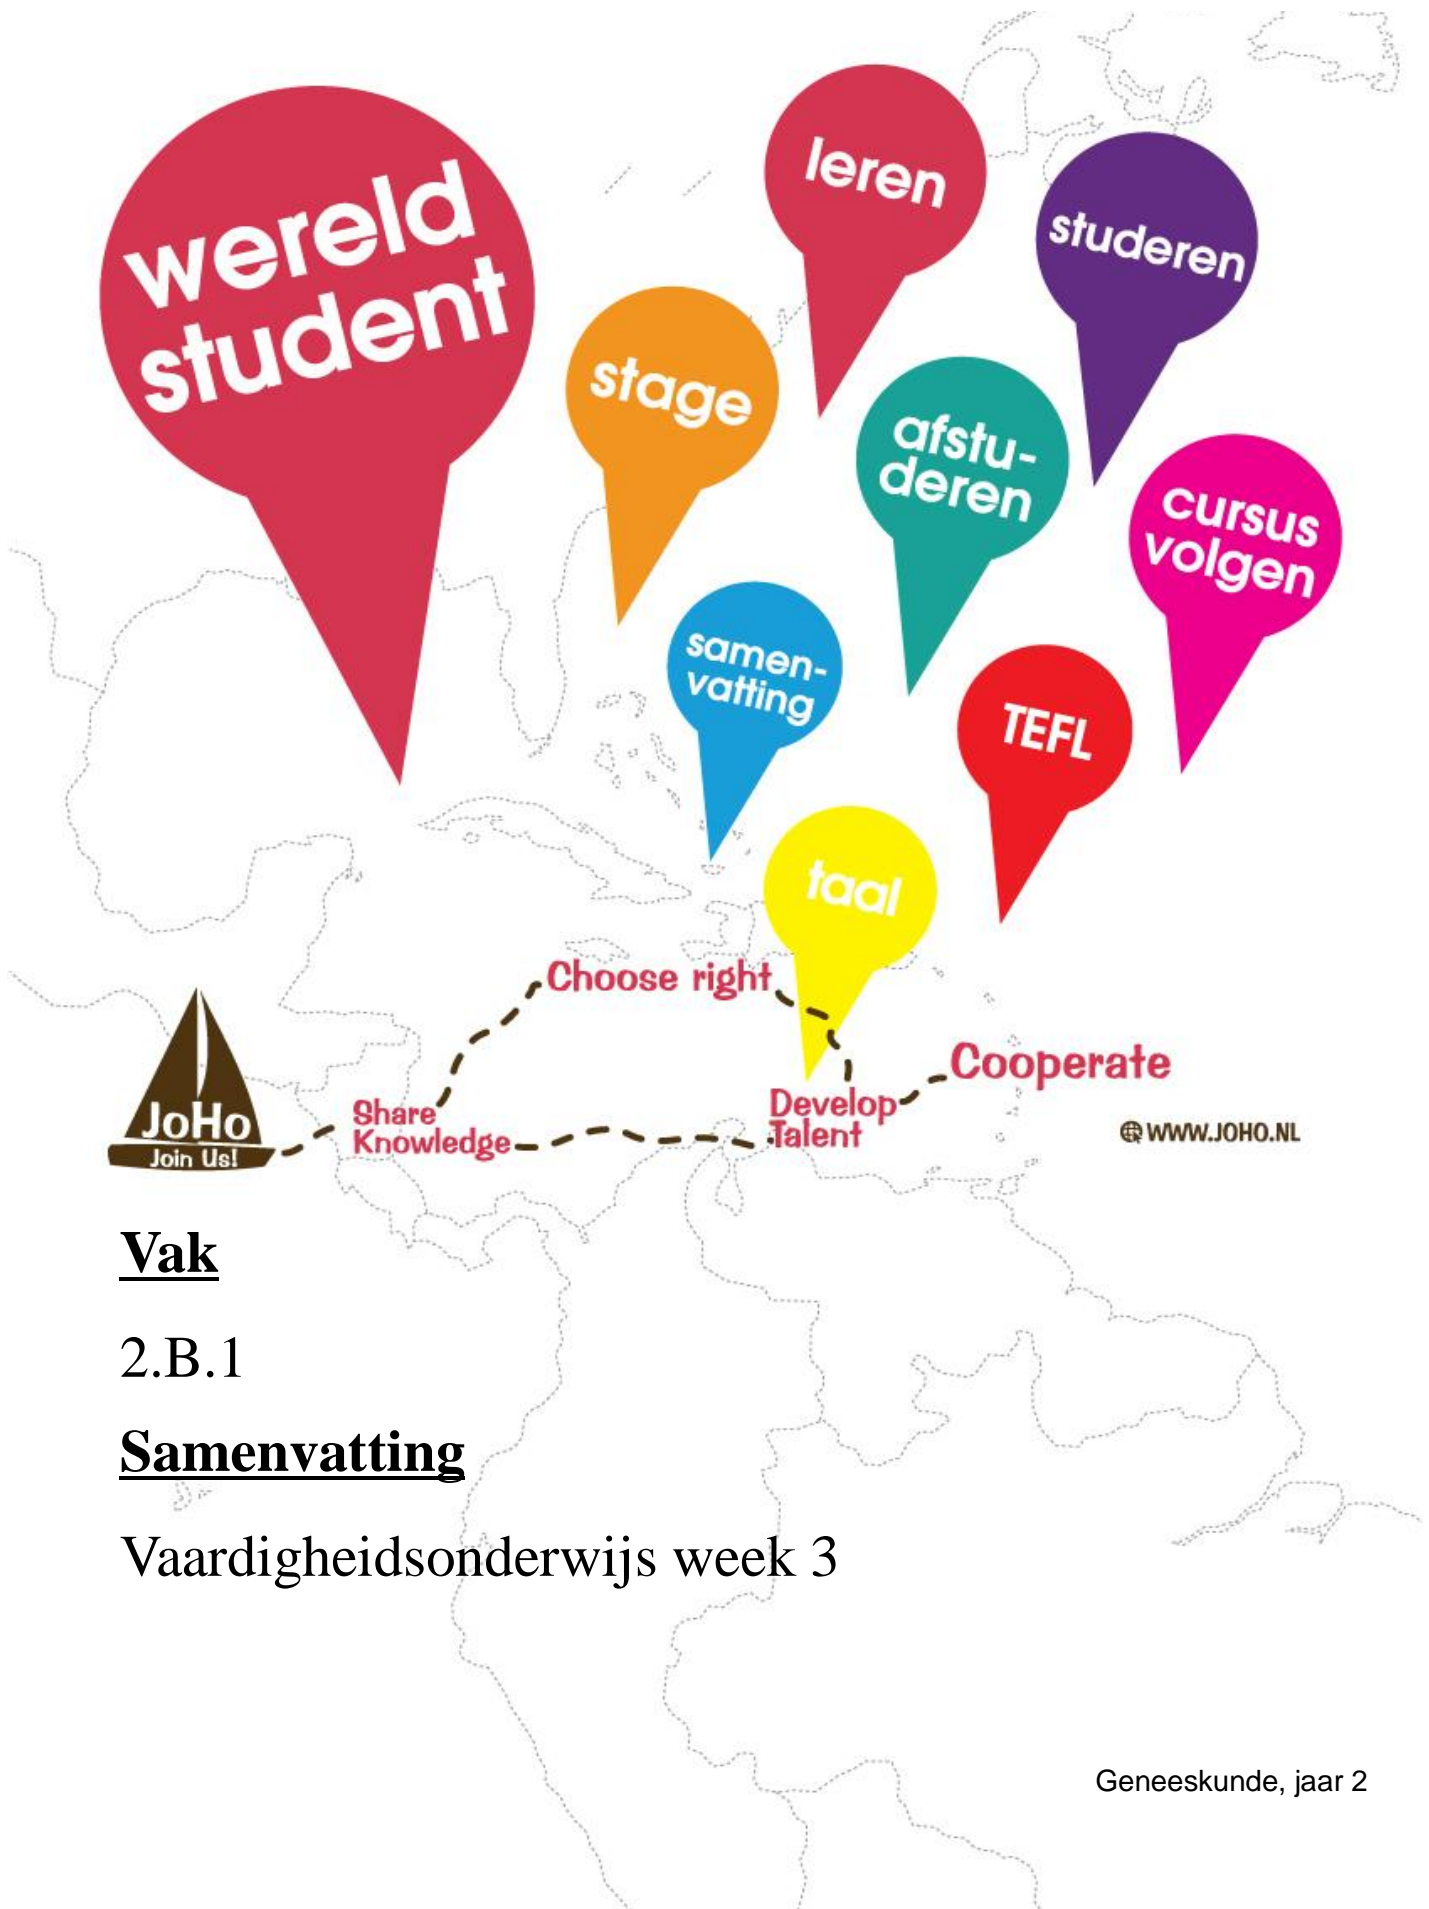 wereld
student
leren
studeren
stage
afstu-
deren
cursus
volgen
samen-
vatting
TEFL
taal
Choose right
Cooperate
JoHo
Join Us!
Share
Knowledge
Develop
Talent
WWW.JOHO.NL
Vak
2.B.1
Samenvatting
Vaardigheidsonderwijs week 3
Geneeskunde, jaar 2